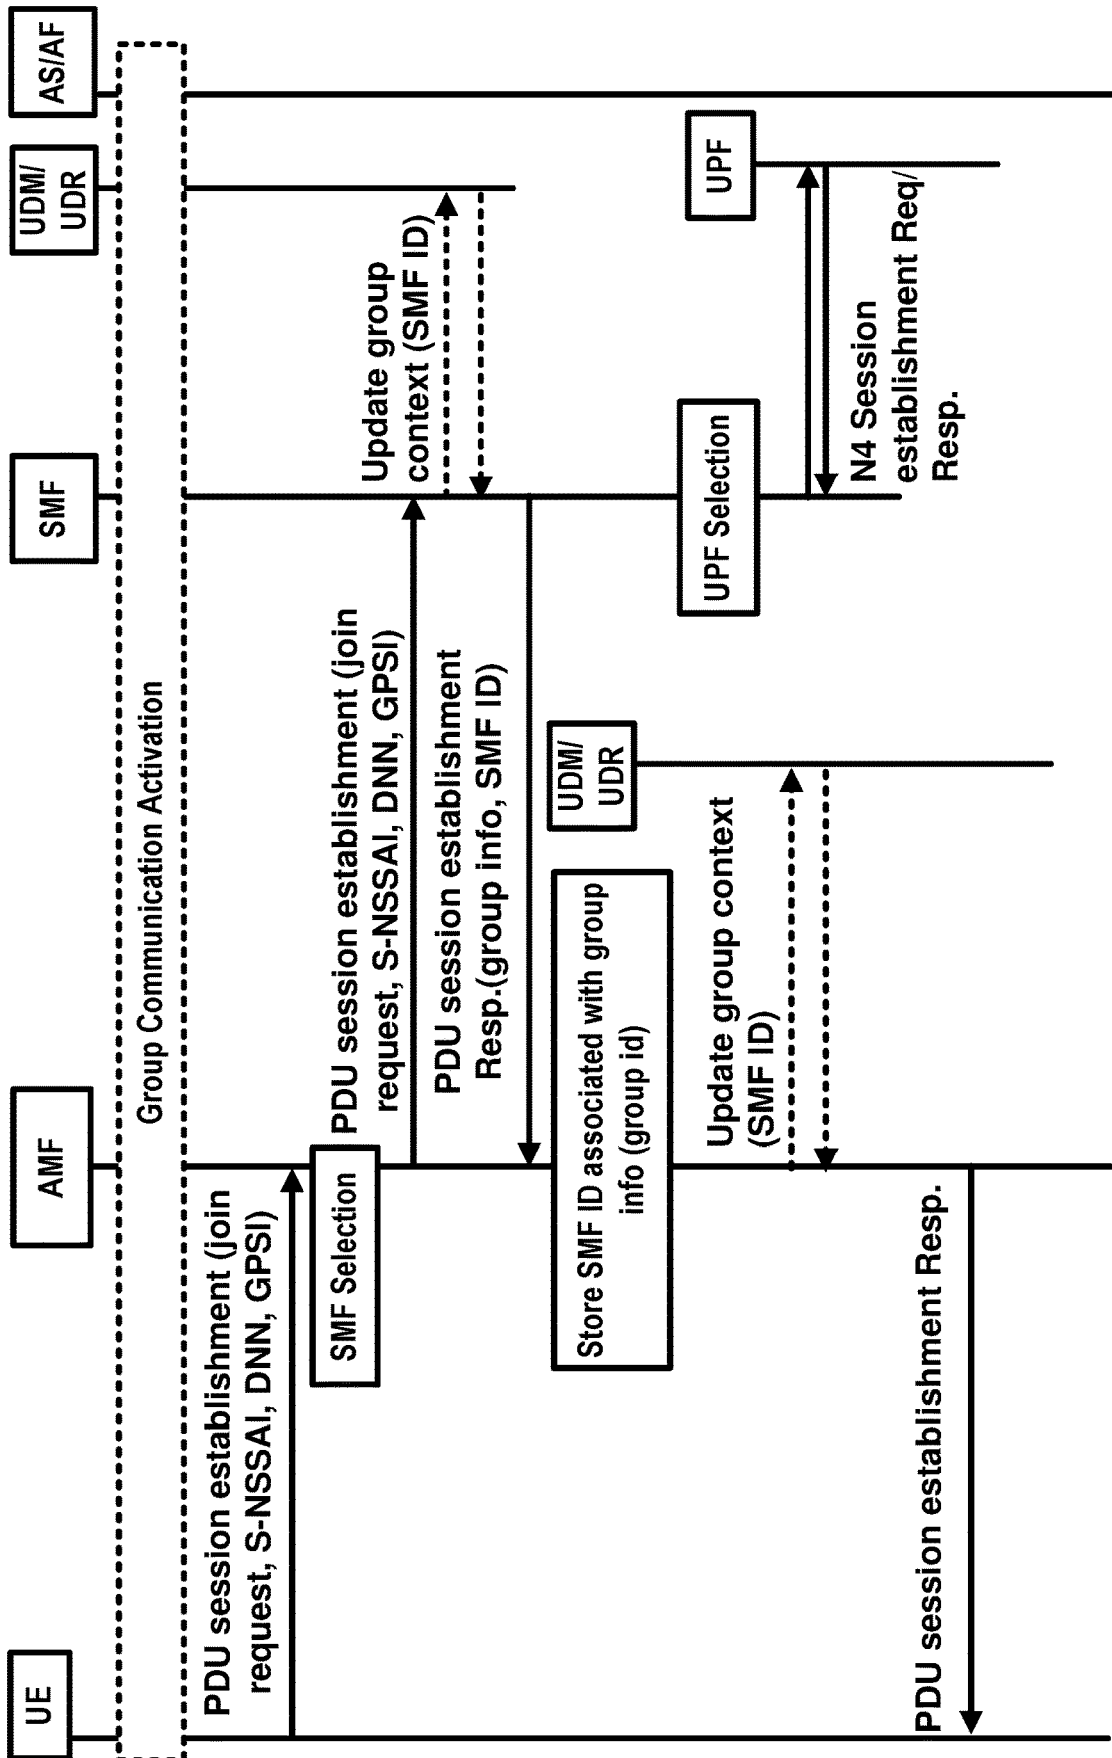 UE
AMF
SMF
UDM/
UDR
AS/AF
Group Communication Activation
PDU session establishment (join
request, S-NSSAI, DNN, GPSI)
SMF Selection
PDU session establishment (join
request, S-NSSAI, DNN, GPSI)
Update group
context (SMF ID)
PDU session establishment
Resp.(group info, SMF ID)
Store SMF ID associated with group
info (group id)
UDM/
UDR
UPF Selection
UPF
Update group context
(SMF ID)
N4 Session
establishment Req/
Resp.
PDU session establishment Resp.